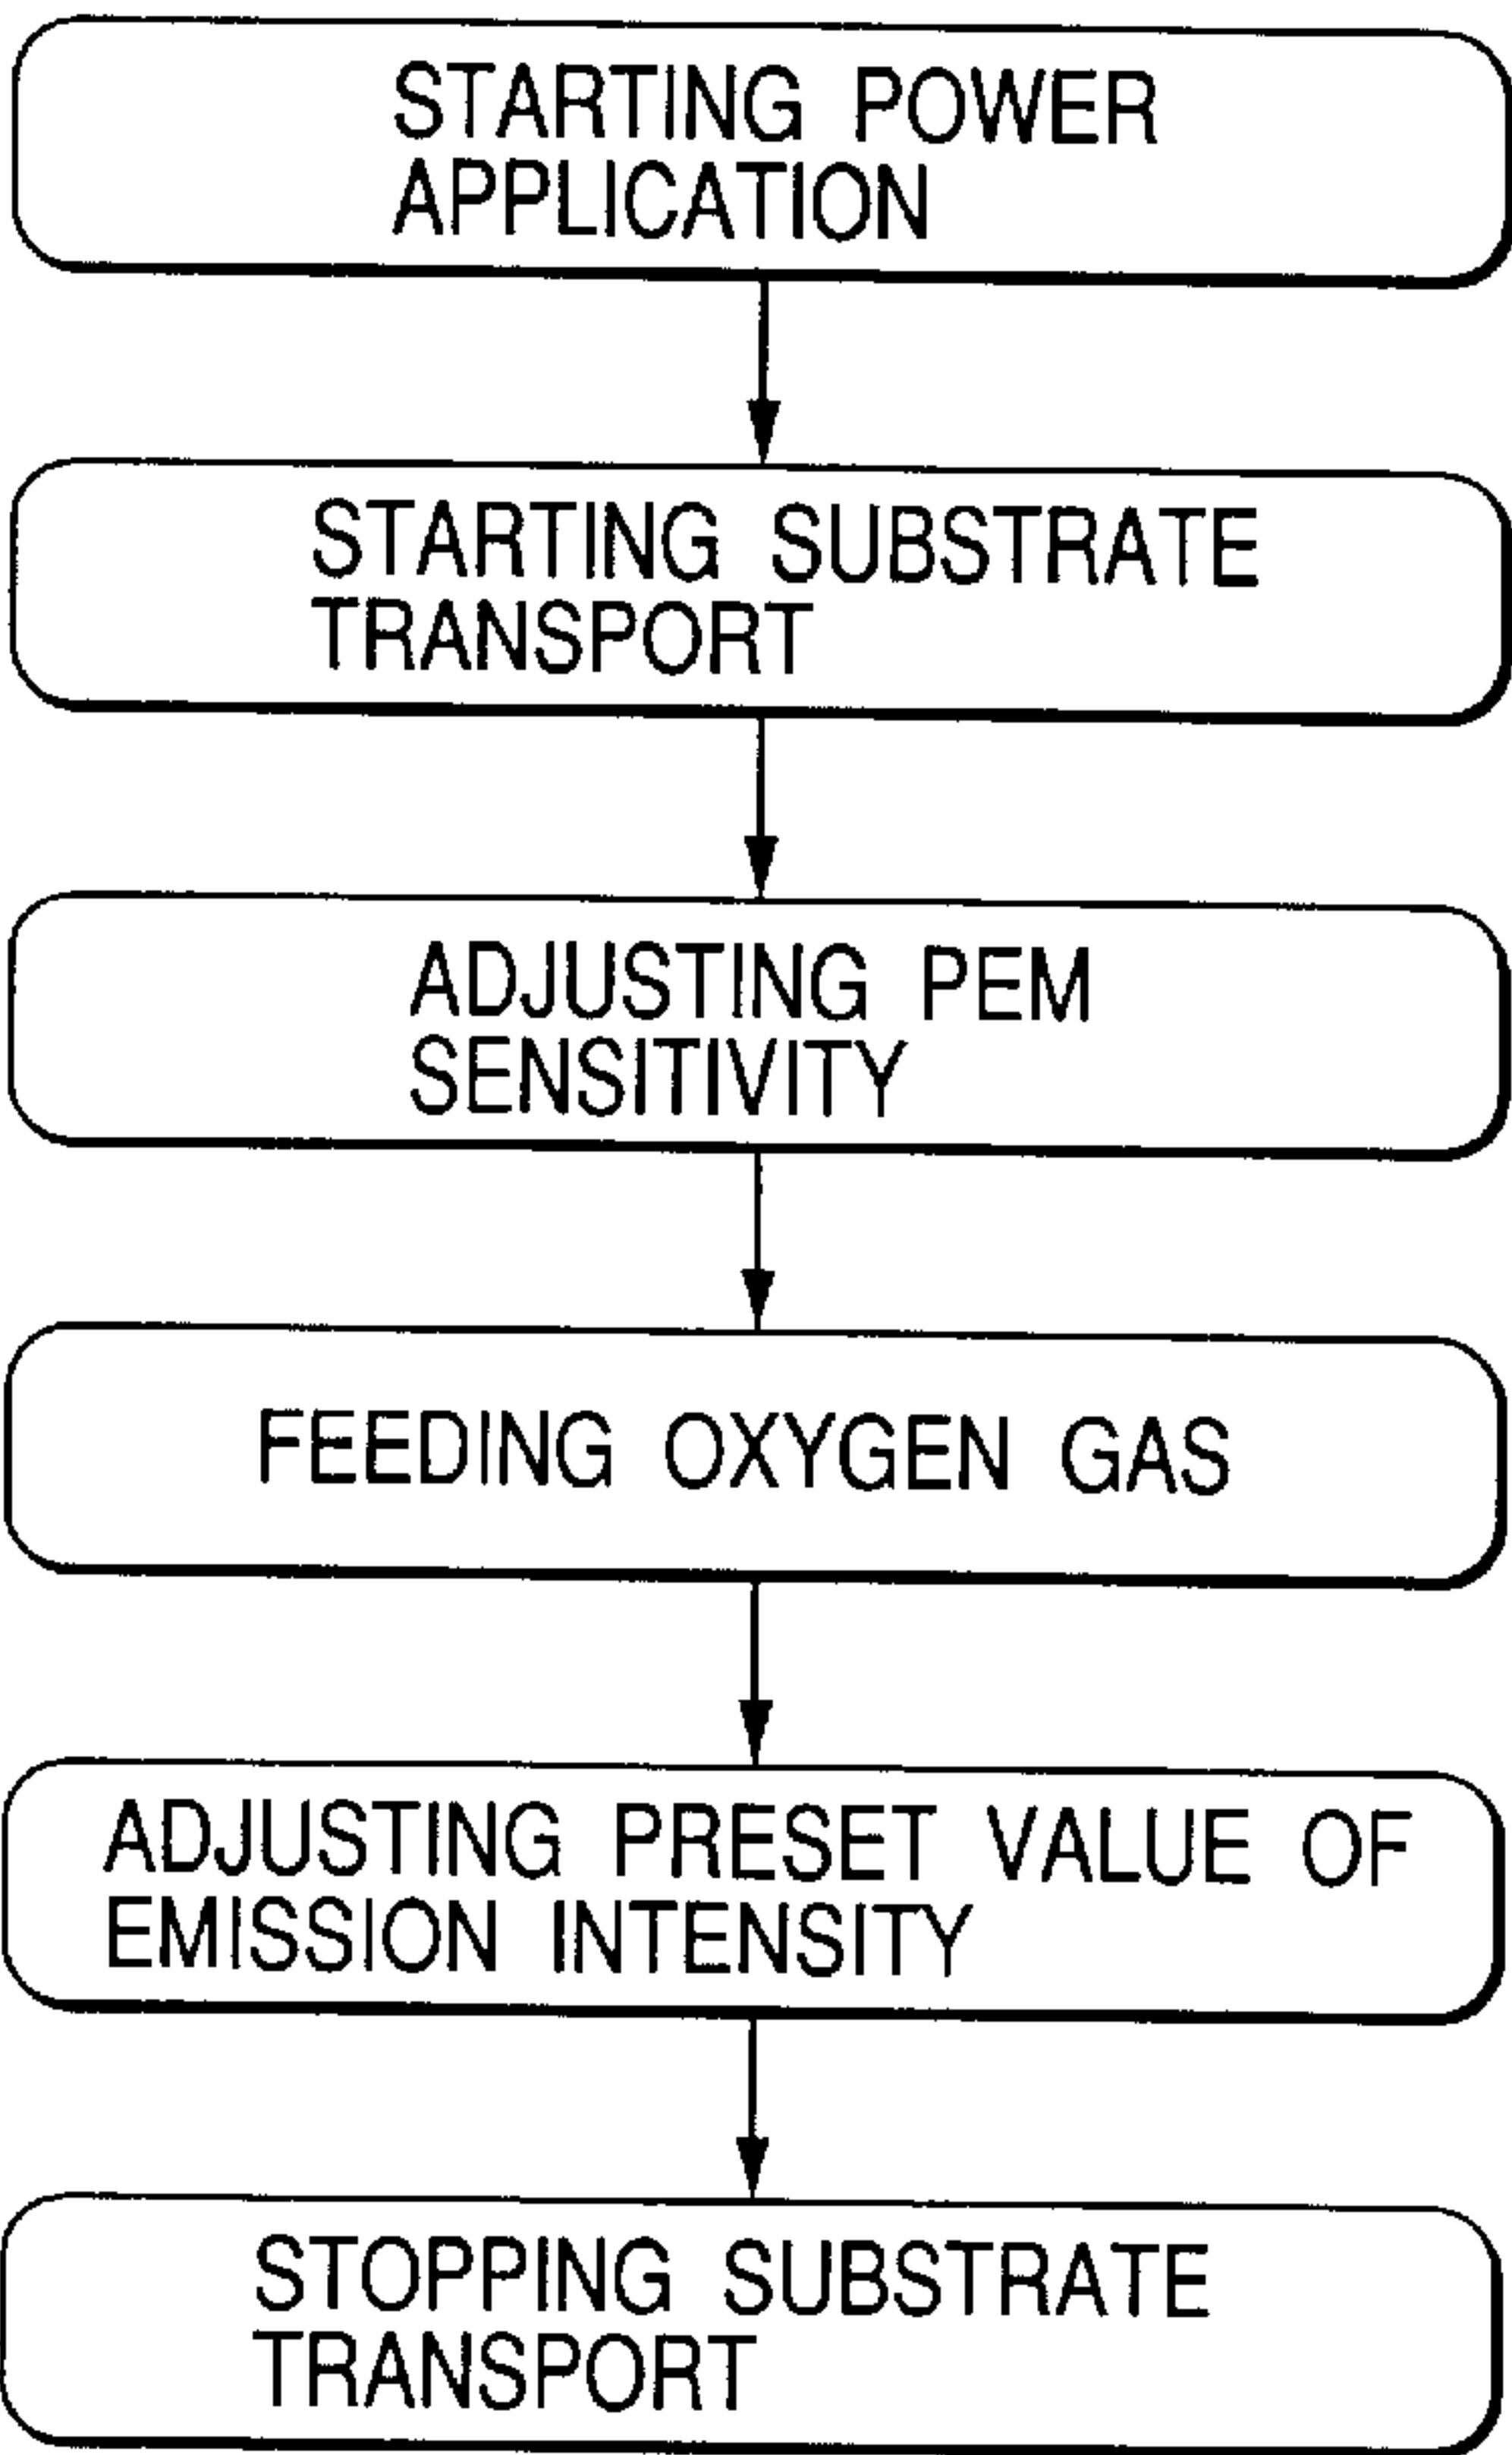 STARTING POWER
APPLICATION
STARTING SUBSTRATE
TRANSPORT
ADJUSTING PEM
SENSITIVITY
FEEDING OXYGEN GAS
ADJUSTING PRESET VALUE OF
EMISSION INTENSITY
STOPPING SUBSTRATE
TRANSPORT